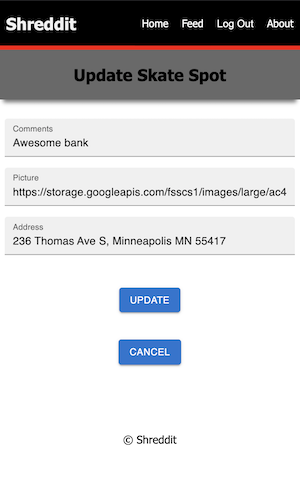 Shreddit Home Feed Log Out About
Update Skate Spot
Comments
Awesome bank
Picture
https://storage.googleapis.com/fsscs1/images/large/ac4
Address
236 Thomas Ave S, Minneapolis MN 55417
UPDATE
CANCEL
© Shreddit